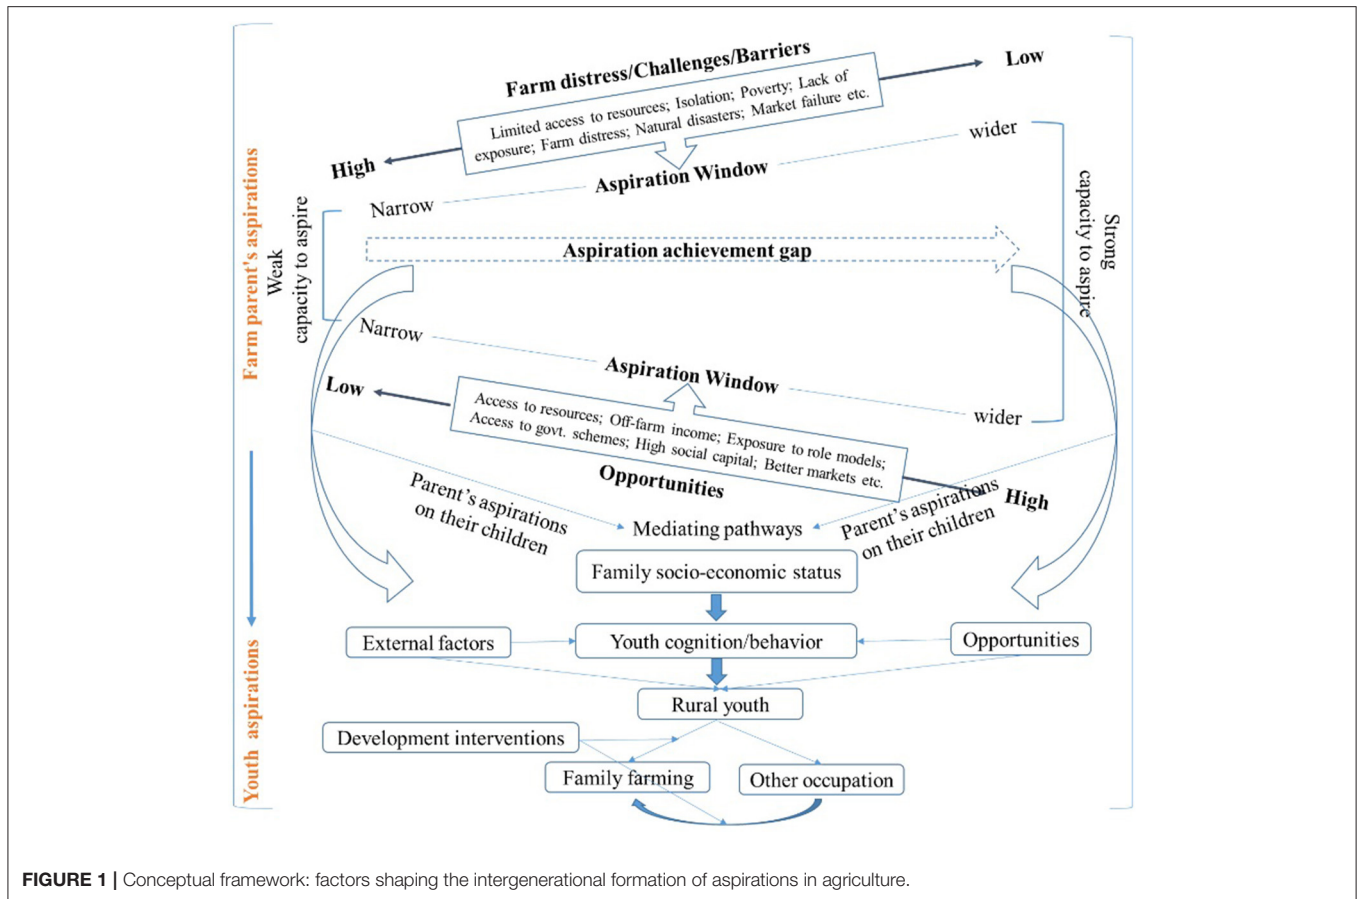 Farm distress/Challenges/Barriers
Low
Limited access to resources; Isolation; Poverty; Lack of
exposure; Farm distress; Natural disasters; Market failure etc.
High
wider
Aspiration Window
Narrow
Farm parent's aspirations
Weak
capacity to aspire
Strong
capacity to aspire
Aspiration achievement gap
Narrow
Aspiration Window
wider
Low
Access to resources; Off-farm income; Exposure to role models;
Access to govt. schemes; High social capital; Better markets etc.
Opportunities
High
Parent's aspirations
on their children
Parent's aspirations
on their children
Mediating pathways
Family socio-economic status
External factors
Youth cognition/behavior
Opportunities
Rural youth
Youth aspirations
Development interventions
Family farming
Other occupation
FIGURE 1 | Conceptual framework: factors shaping the intergenerational formation of aspirations in agriculture.